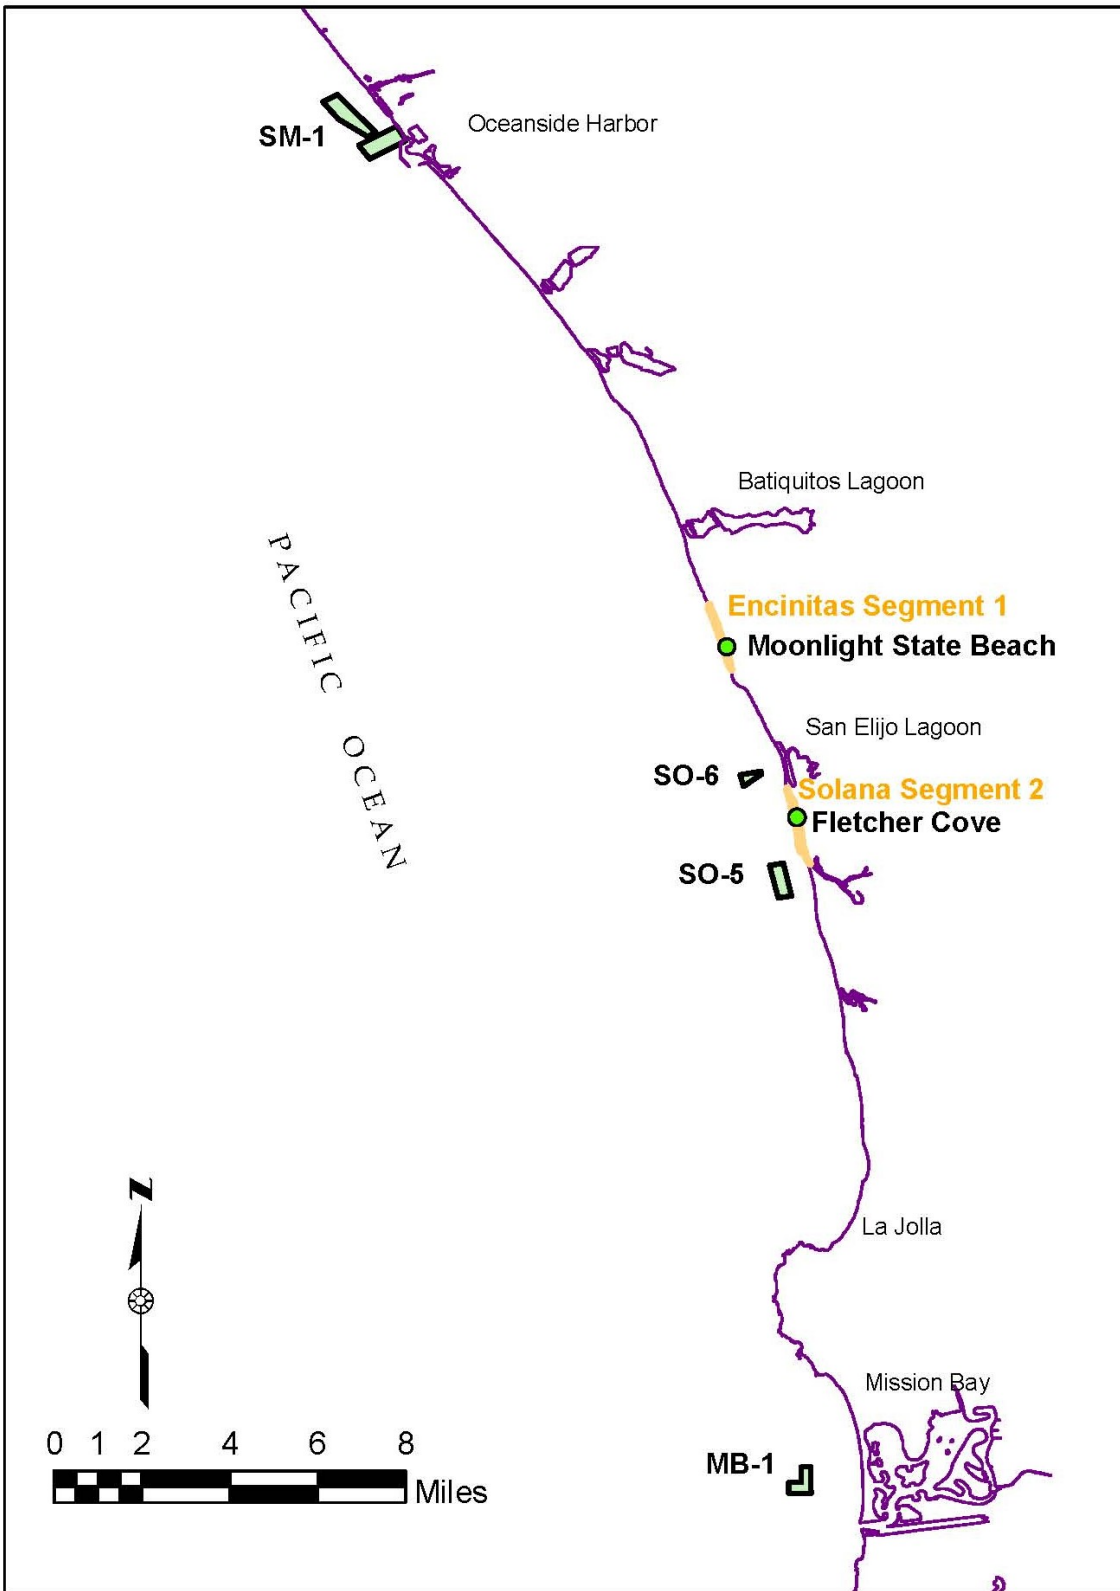 Oceanside Harbor
SM-1
Batiquitos Lagoon
PACIFIC OCEAN
Encinitas Segment 1
Moonlight State Beach
San Elijo Lagoon
SO-6
Solana Segment 2
Fletcher Cove
SO-5
N
La Jolla
Mission Bay
0 1 2 4 6 8
Miles
MB-1